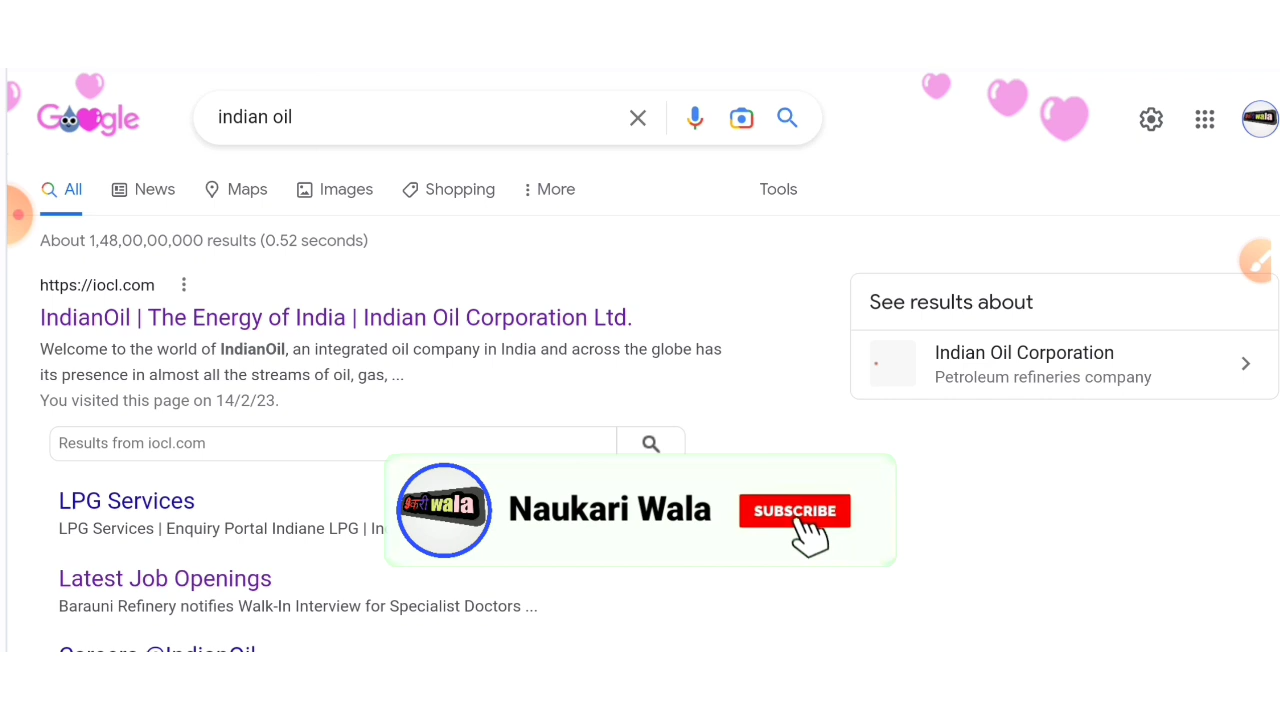 Google
indian oil
All News Maps Images Shopping More Tools
About 1,48,00,00,000 results (0.52 seconds)
https://iocl.com
IndianOil | The Energy of India | Indian Oil Corporation Ltd.
Welcome to the world of IndianOil, an integrated oil company in India and across the globe has
its presence in almost all the streams of oil, gas, ...
You visited this page on 14/2/23.
Results from iocl.com
See results about
Indian Oil Corporation
Petroleum refineries company
LPG Services
LPG Services | Enquiry Portal Indiane LPG |
wala
Naukari Wala
SUBSCRIBE
Latest Job Openings
Barauni Refinery notifies Walk-In Interview for Specialist Doctors ...
Careers @IndianOil